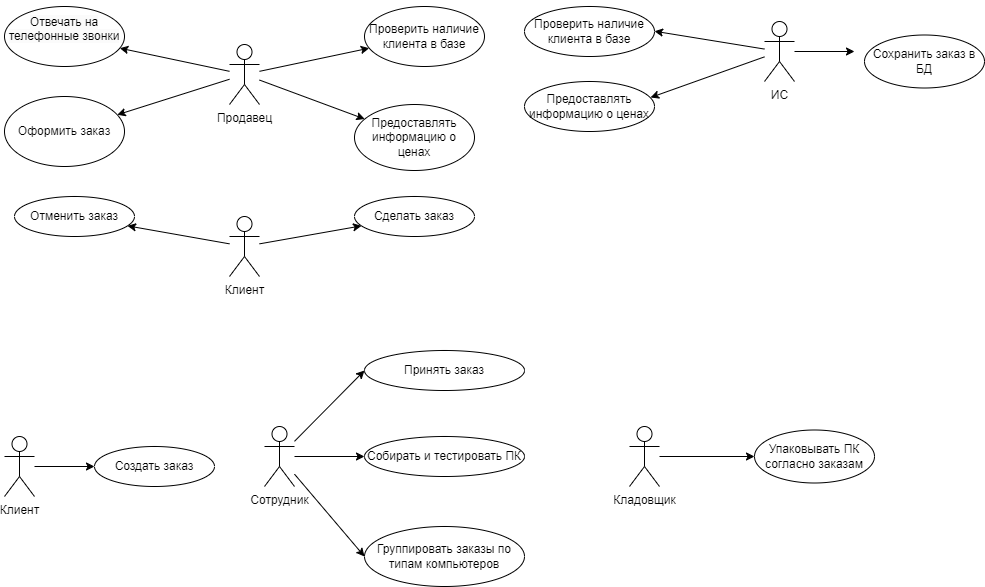 Отвечать на
телефонные звонки
Проверить наличие
клиента в базе
Продавец
Оформить заказ
Предоставлять
информацию о
ценах
Проверить наличие
клиента в базе
ИС
Сохранить заказ в
БД
Предоставлять
информацию о ценах
Отменить заказ
Сделать заказ
Клиент
Клиент
Создать заказ
Сотрудник
Принять заказ
Собирать и тестировать ПК
Группировать заказы по
типам компьютеров
Кладовщик
Упаковывать ПК
согласно заказам